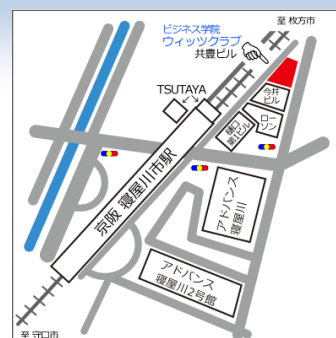 至 枚方市
ビジネス学院
ウィッツクラブ
共豊ビル
TSUTAYA
今井
ビル
ロー
ソン
樋口
第1ビル
京阪 寝屋川市駅
アドバンス
寝屋川
アドバンス
寝屋川2号館
至 守口市